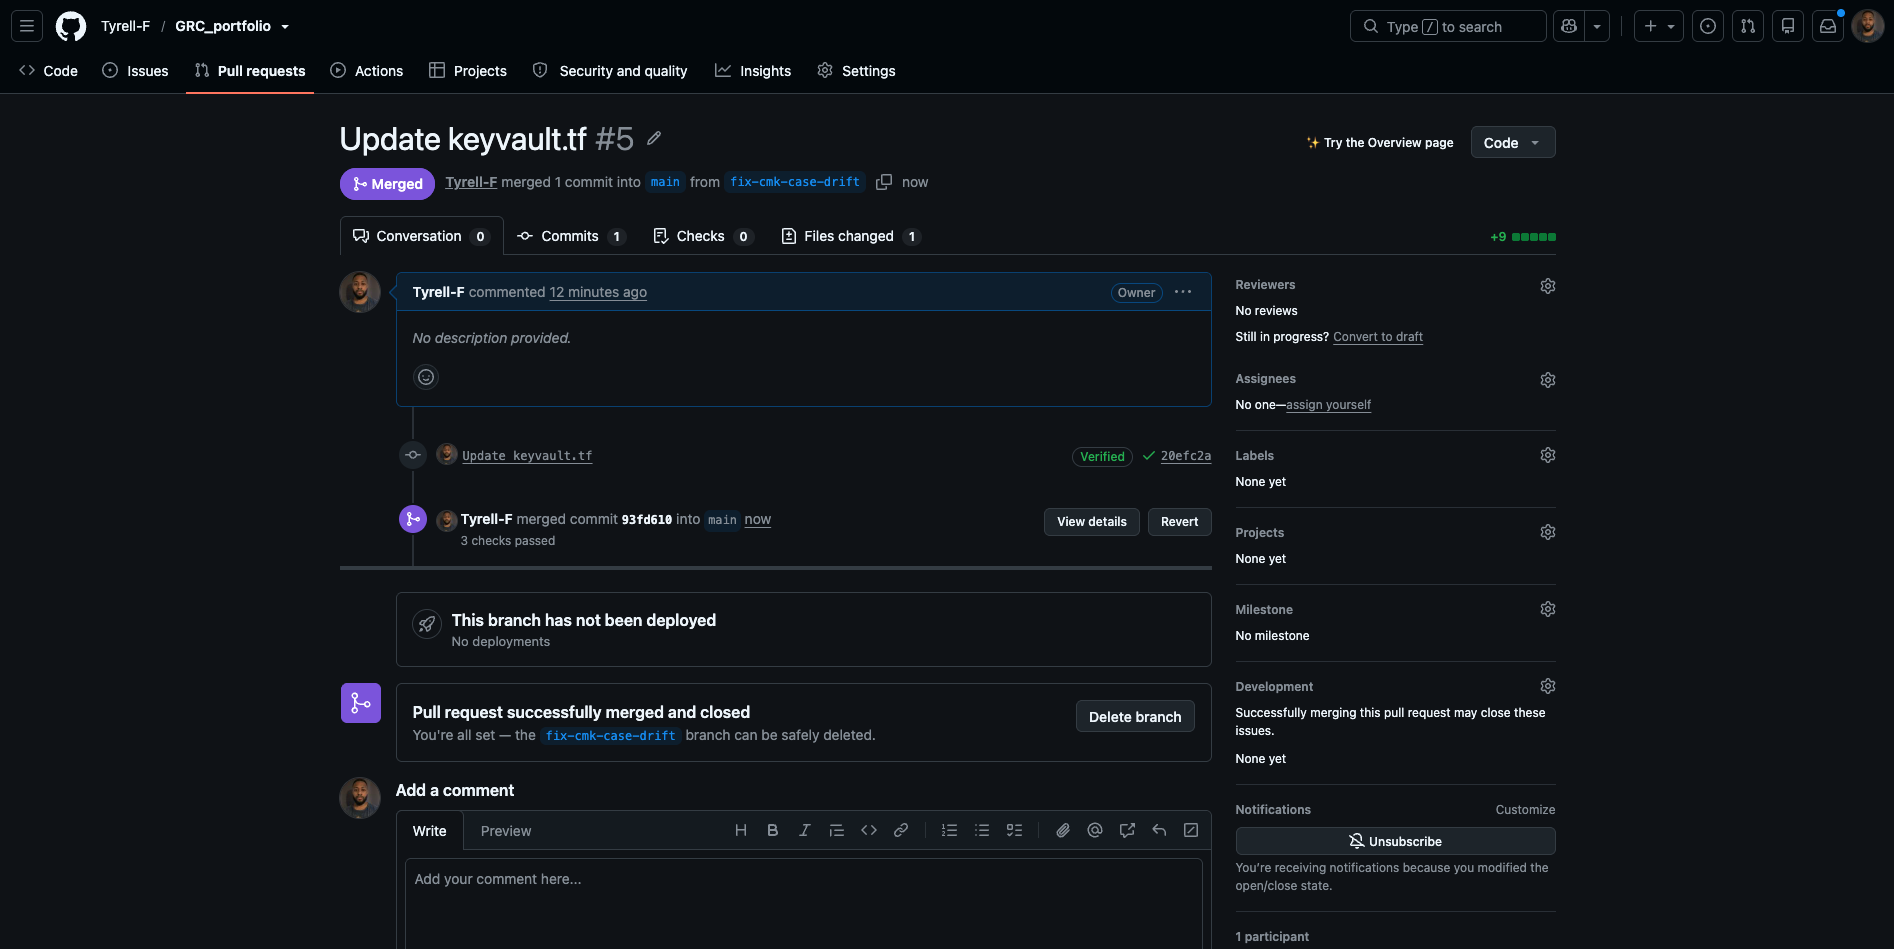 Tyrell-F / GRC_portfolio
Type / to search
Code
Issues
Pull requests
Actions
Projects
Security and quality
Insights
Settings
Update keyvault.tf #5
✨ Try the Overview page
Code
Merged
Tyrell-F merged 1 commit into main from fix-cmk-case-drift now
Conversation 0
Commits 1
Checks 0
Files changed 1
+9
Tyrell-F commented 12 minutes ago
Owner
No description provided.
Update keyvault.tf
Verified
20efc2a
Tyrell-F merged commit 93fd610 into main now
3 checks passed
View details
Revert
This branch has not been deployed
No deployments
Pull request successfully merged and closed
You're all set — the fix-cmk-case-drift branch can be safely deleted.
Delete branch
Add a comment
Write
Preview
Add your comment here...
Reviewers
No reviews
Still in progress? Convert to draft
Assignees
No one—assign yourself
Labels
None yet
Projects
None yet
Milestone
No milestone
Development
Successfully merging this pull request may close these
issues.
None yet
Notifications
Customize
Unsubscribe
You're receiving notifications because you modified the
open/close state.
1 participant